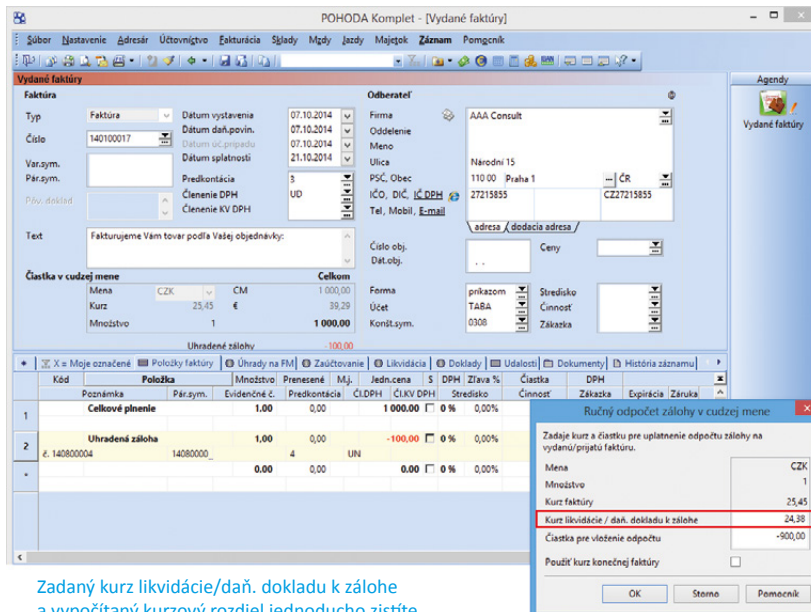 POHODA Komplet - [Vydané faktúry]
Súbor Nastavenie Adresár Účtovníctvo Fakturácia Sklady Mzdy Jazdy Majetok Záznam Pomocník
Vydané faktúry
Agendy
Vydané faktúry
Faktúra
Typ Faktúra
Číslo 140100017
Var.sym.
Pár.sym.
Pôv. doklad
Dátum vystavenia 07.10.2014
Dátum daň.povin. 07.10.2014
Dátum úč.prípadu 07.10.2014
Dátum splatnosti 21.10.2014
Predkontácia 3
Členenie DPH UD
Členenie KV DPH
Text Fakturujeme Vám tovar podľa Vašej objednávky:
Odberateľ
Firma AAA Consult
Oddelenie
Meno
Ulica Národní 15
PSČ, Obec 110 00 Praha 1 ... ČR
IČO, DIČ, IČ DPH 27215855 CZ27215855
Tel, Mobil, E-mail
adresa dodacia adresa
Číslo obj. Ceny
Dát.obj. . .
Čiastka v cudzej mene Celkom
Mena CZK CM 1 000,00
Kurz 25,45 € 39,29
Množstvo 1 1 000,00
Uhradené zálohy -100,00
Forma príkazom Stredisko
Účet TABA Činnosť
Konšt.sym. 0308 Zákazka
X = Moje označené Položky faktúry Úhrady na FM Zaúčtovanie Likvidácia Doklady Udalosti Dokumenty História záznamu
Kód Položka Množstvo Prenesené M.j. Jedn.cena S DPH Zľava % Čiastka DPH
Poznámka Pár.sym. Evidenčné č. Predkontácia Čl.DPH Čl.KV DPH Stredisko Činnosť Zákazka Expirácia Záruka
1 Celkové plnenie 1.00 0,00 1 000.00 0 % 0,00%
2 Uhradená záloha 1,00 0,00 -100,00 0 % 0,00%
č. 140800004 14080000_ 4 UN
* 0.00 0,00 0.00 0 % 0,00%
Ručný odpočet zálohy v cudzej mene
Zadaje kurz a čiastku pre uplatnenie odpočtu zálohy na
vydanú/prijatú faktúru.
Mena CZK
Množstvo 1
Kurz faktúry 25,45
Kurz likvidácie / daň. dokladu k zálohe 24,38
Čiastka pre vloženie odpočtu -900,00
Použiť kurz konečnej faktúry
OK Storno Pomocník
Zadaný kurz likvidácie/daň. dokladu k zálohe
a vypočítaný kurzový rozdiel jednoducho zistíte